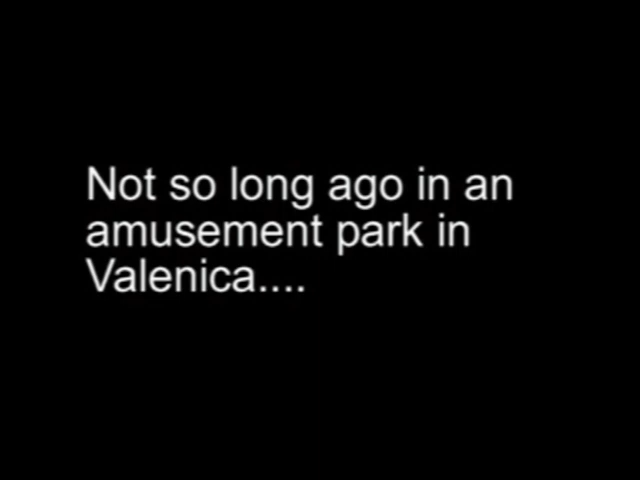 Not so long ago in an
amusement park in
Valenica....